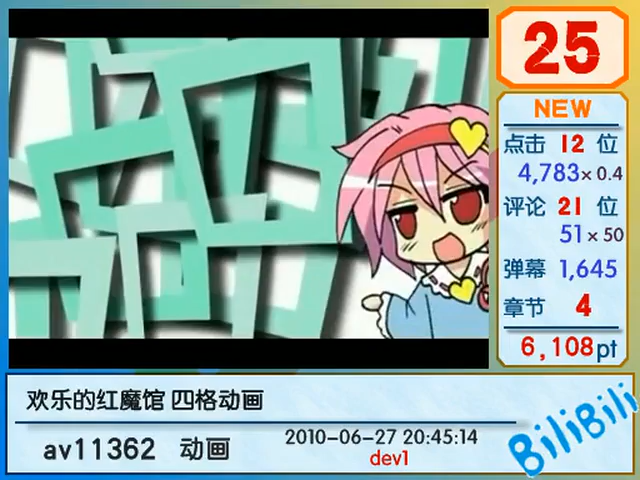 25
NEW
点击 12 位
4,783× 0.4
评论 21 位
51 × 50
弹幕 1,645
章节 4
6,108pt
欢乐的红魔馆 四格动画
av11362 动画
2010-06-27 20:45:14
dev1
BiliBili